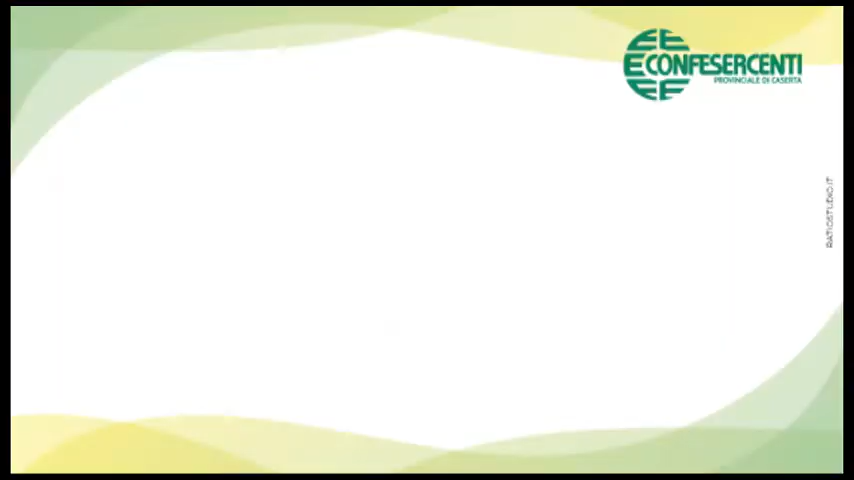 CONFESERCENTI
PROVINCIALE DI CASERTA
RATIOSTUDIO.IT